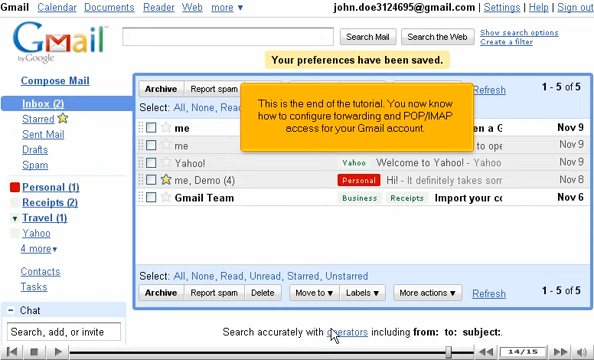 Gmail Calendar Documents Reader Web more ▼ john.doe3124695@gmail.com | Settings | Help | Sign out
Gmail
by Google
Search Mail Search the Web Show search options
Create a filter
Your preferences have been saved.
Compose Mail
Inbox (2)
Starred
Sent Mail
Drafts
Spam
Personal (1)
Receipts (2)
Travel (1)
Yahoo
4 more ▼
Contacts
Tasks
Chat
Search, add, or invite
Archive Report spam Refresh 1 - 5 of 5
Select: All, None, Rea
This is the end of the tutorial. You now know
how to configure forwarding and POP/IMAP
access for your Gmail account.
me en a G Nov 9
me to ope Nov 9
Yahoo! Yahoo Welcome to Yahoo! - Yahoo Nov 9
me, Demo (4) Personal Hi! - It definitely takes som Nov 8
Gmail Team Business Receipts Import your co Nov 6
Select: All, None, Read, Unread, Starred, Unstarred
Archive Report spam Delete Move to ▼ Labels ▼ More actions ▼ Refresh 1 - 5 of 5
Search accurately with operators including from: to: subject:.
14/15